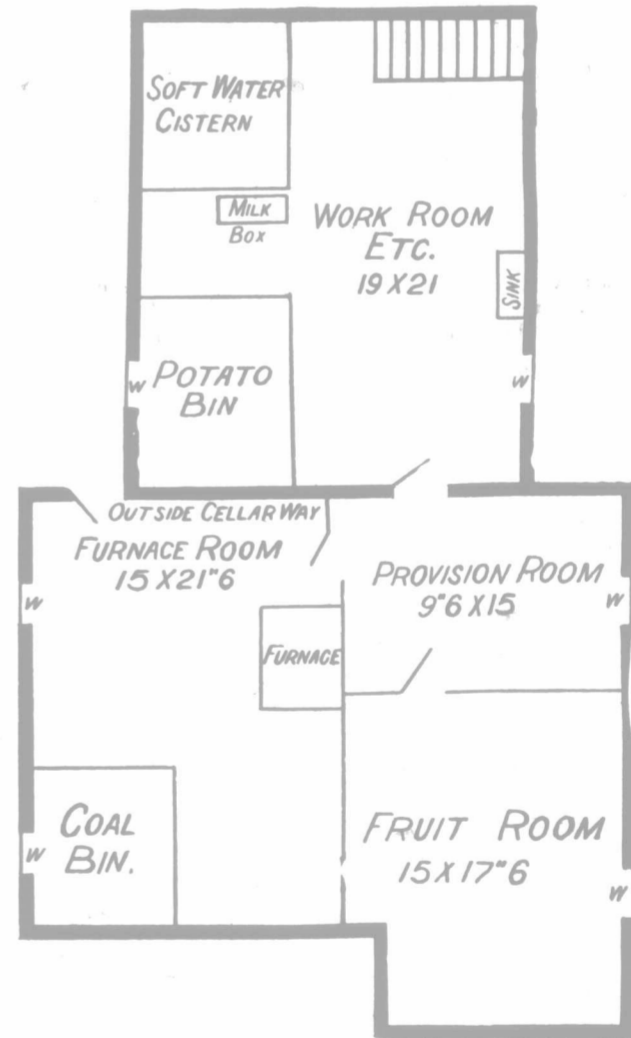 SOFT WATER
CISTERN
MILK
BOX
WORK ROOM
ETC.
19 X 21
SINK
W
POTATO
BIN
W
OUTSIDE CELLAR WAY
FURNACE ROOM
15 X 21"6
PROVISION ROOM
9"6 X 15
W
W
FURNACE
COAL
BIN.
W
FRUIT ROOM
15 X 17"6
W